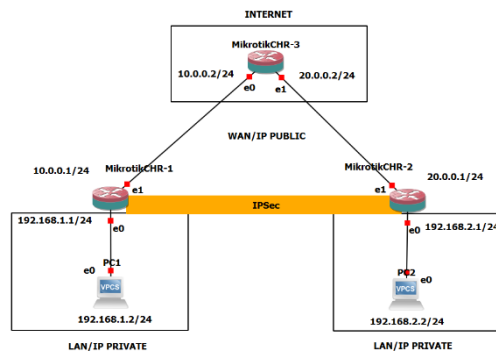 INTERNET
MikrotikCHR-3
10.0.0.2/24
20.0.0.2/24
e0
e1
WAN/IP PUBLIC
10.0.0.1/24
MikrotikCHR-1
MikrotikCHR-2
20.0.0.1/24
e1
e1
IPSec
192.168.1.1/24
e0
e0
192.168.2.1/24
PC1
e0
VPCS
PC2
e0
VPCS
192.168.1.2/24
192.168.2.2/24
LAN/IP PRIVATE
LAN/IP PRIVATE